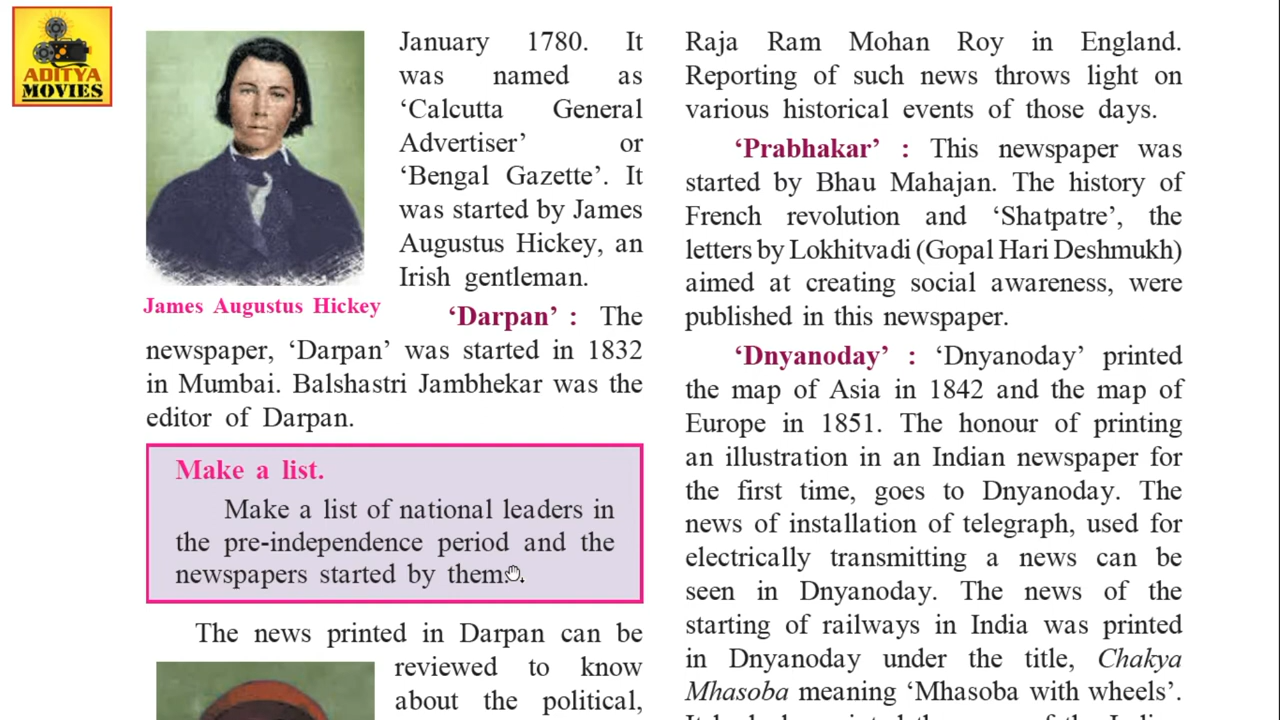 ADITYA
MOVIES
James Augustus Hickey
January 1780. It
was named as
‘Calcutta General
Advertiser’ or
‘Bengal Gazette’. It
was started by James
Augustus Hickey, an
Irish gentleman.
‘Darpan’ : The
newspaper, ‘Darpan’ was started in 1832
in Mumbai. Balshastri Jambhekar was the
editor of Darpan.
Make a list.
Make a list of national leaders in
the pre-independence period and the
newspapers started by them.
The news printed in Darpan can be
reviewed to know
about the political,
Raja Ram Mohan Roy in England.
Reporting of such news throws light on
various historical events of those days.
‘Prabhakar’ : This newspaper was
started by Bhau Mahajan. The history of
French revolution and ‘Shatpatre’, the
letters by Lokhitvadi (Gopal Hari Deshmukh)
aimed at creating social awareness, were
published in this newspaper.
‘Dnyanoday’ : ‘Dnyanoday’ printed
the map of Asia in 1842 and the map of
Europe in 1851. The honour of printing
an illustration in an Indian newspaper for
the first time, goes to Dnyanoday. The
news of installation of telegraph, used for
electrically transmitting a news can be
seen in Dnyanoday. The news of the
starting of railways in India was printed
in Dnyanoday under the title, Chakya
Mhasoba meaning ‘Mhasoba with wheels’.